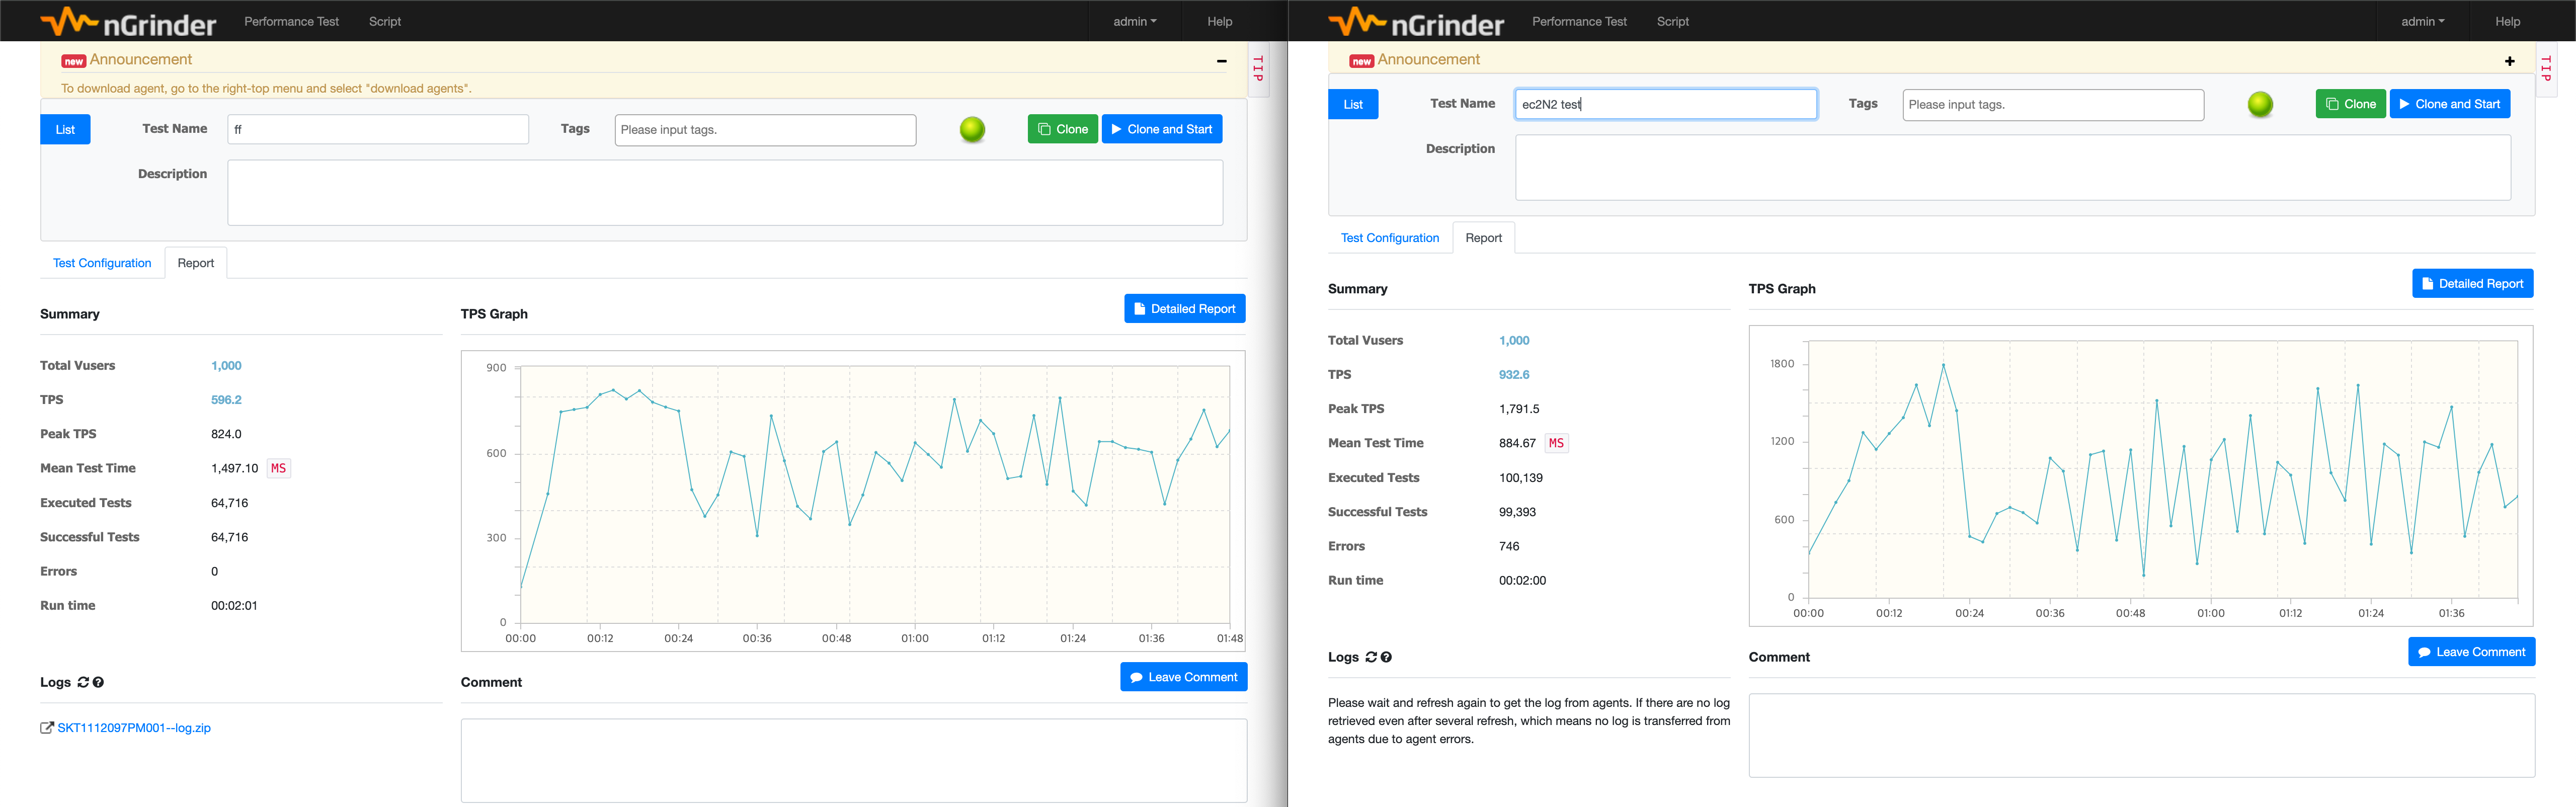 nGrinder Performance Test Script admin Help
new Announcement
To download agent, go to the right-top menu and select "download agents".
TIP
List Test Name ff Tags Please input tags. Clone Clone and Start
Description
Test Configuration Report
Summary
Total Vusers 1,000
TPS 596.2
Peak TPS 824.0
Mean Test Time 1,497.10 MS
Executed Tests 64,716
Successful Tests 64,716
Errors 0
Run time 00:02:01
TPS Graph Detailed Report
900
600
300
0
00:00 00:12 00:24 00:36 00:48 01:00 01:12 01:24 01:36 01:48
Logs
SKT1112097PM001--log.zip
Comment Leave Comment
nGrinder Performance Test Script admin Help
new Announcement
TIP
List Test Name ec2N2 test Tags Please input tags. Clone Clone and Start
Description
Test Configuration Report
Summary
Total Vusers 1,000
TPS 932.6
Peak TPS 1,791.5
Mean Test Time 884.67 MS
Executed Tests 100,139
Successful Tests 99,393
Errors 746
Run time 00:02:00
TPS Graph Detailed Report
1800
1200
600
0
00:00 00:12 00:24 00:36 00:48 01:00 01:12 01:24 01:36
Logs
Please wait and refresh again to get the log from agents. If there are no log
retrieved even after several refresh, which means no log is transferred from
agents due to agent errors.
Comment Leave Comment